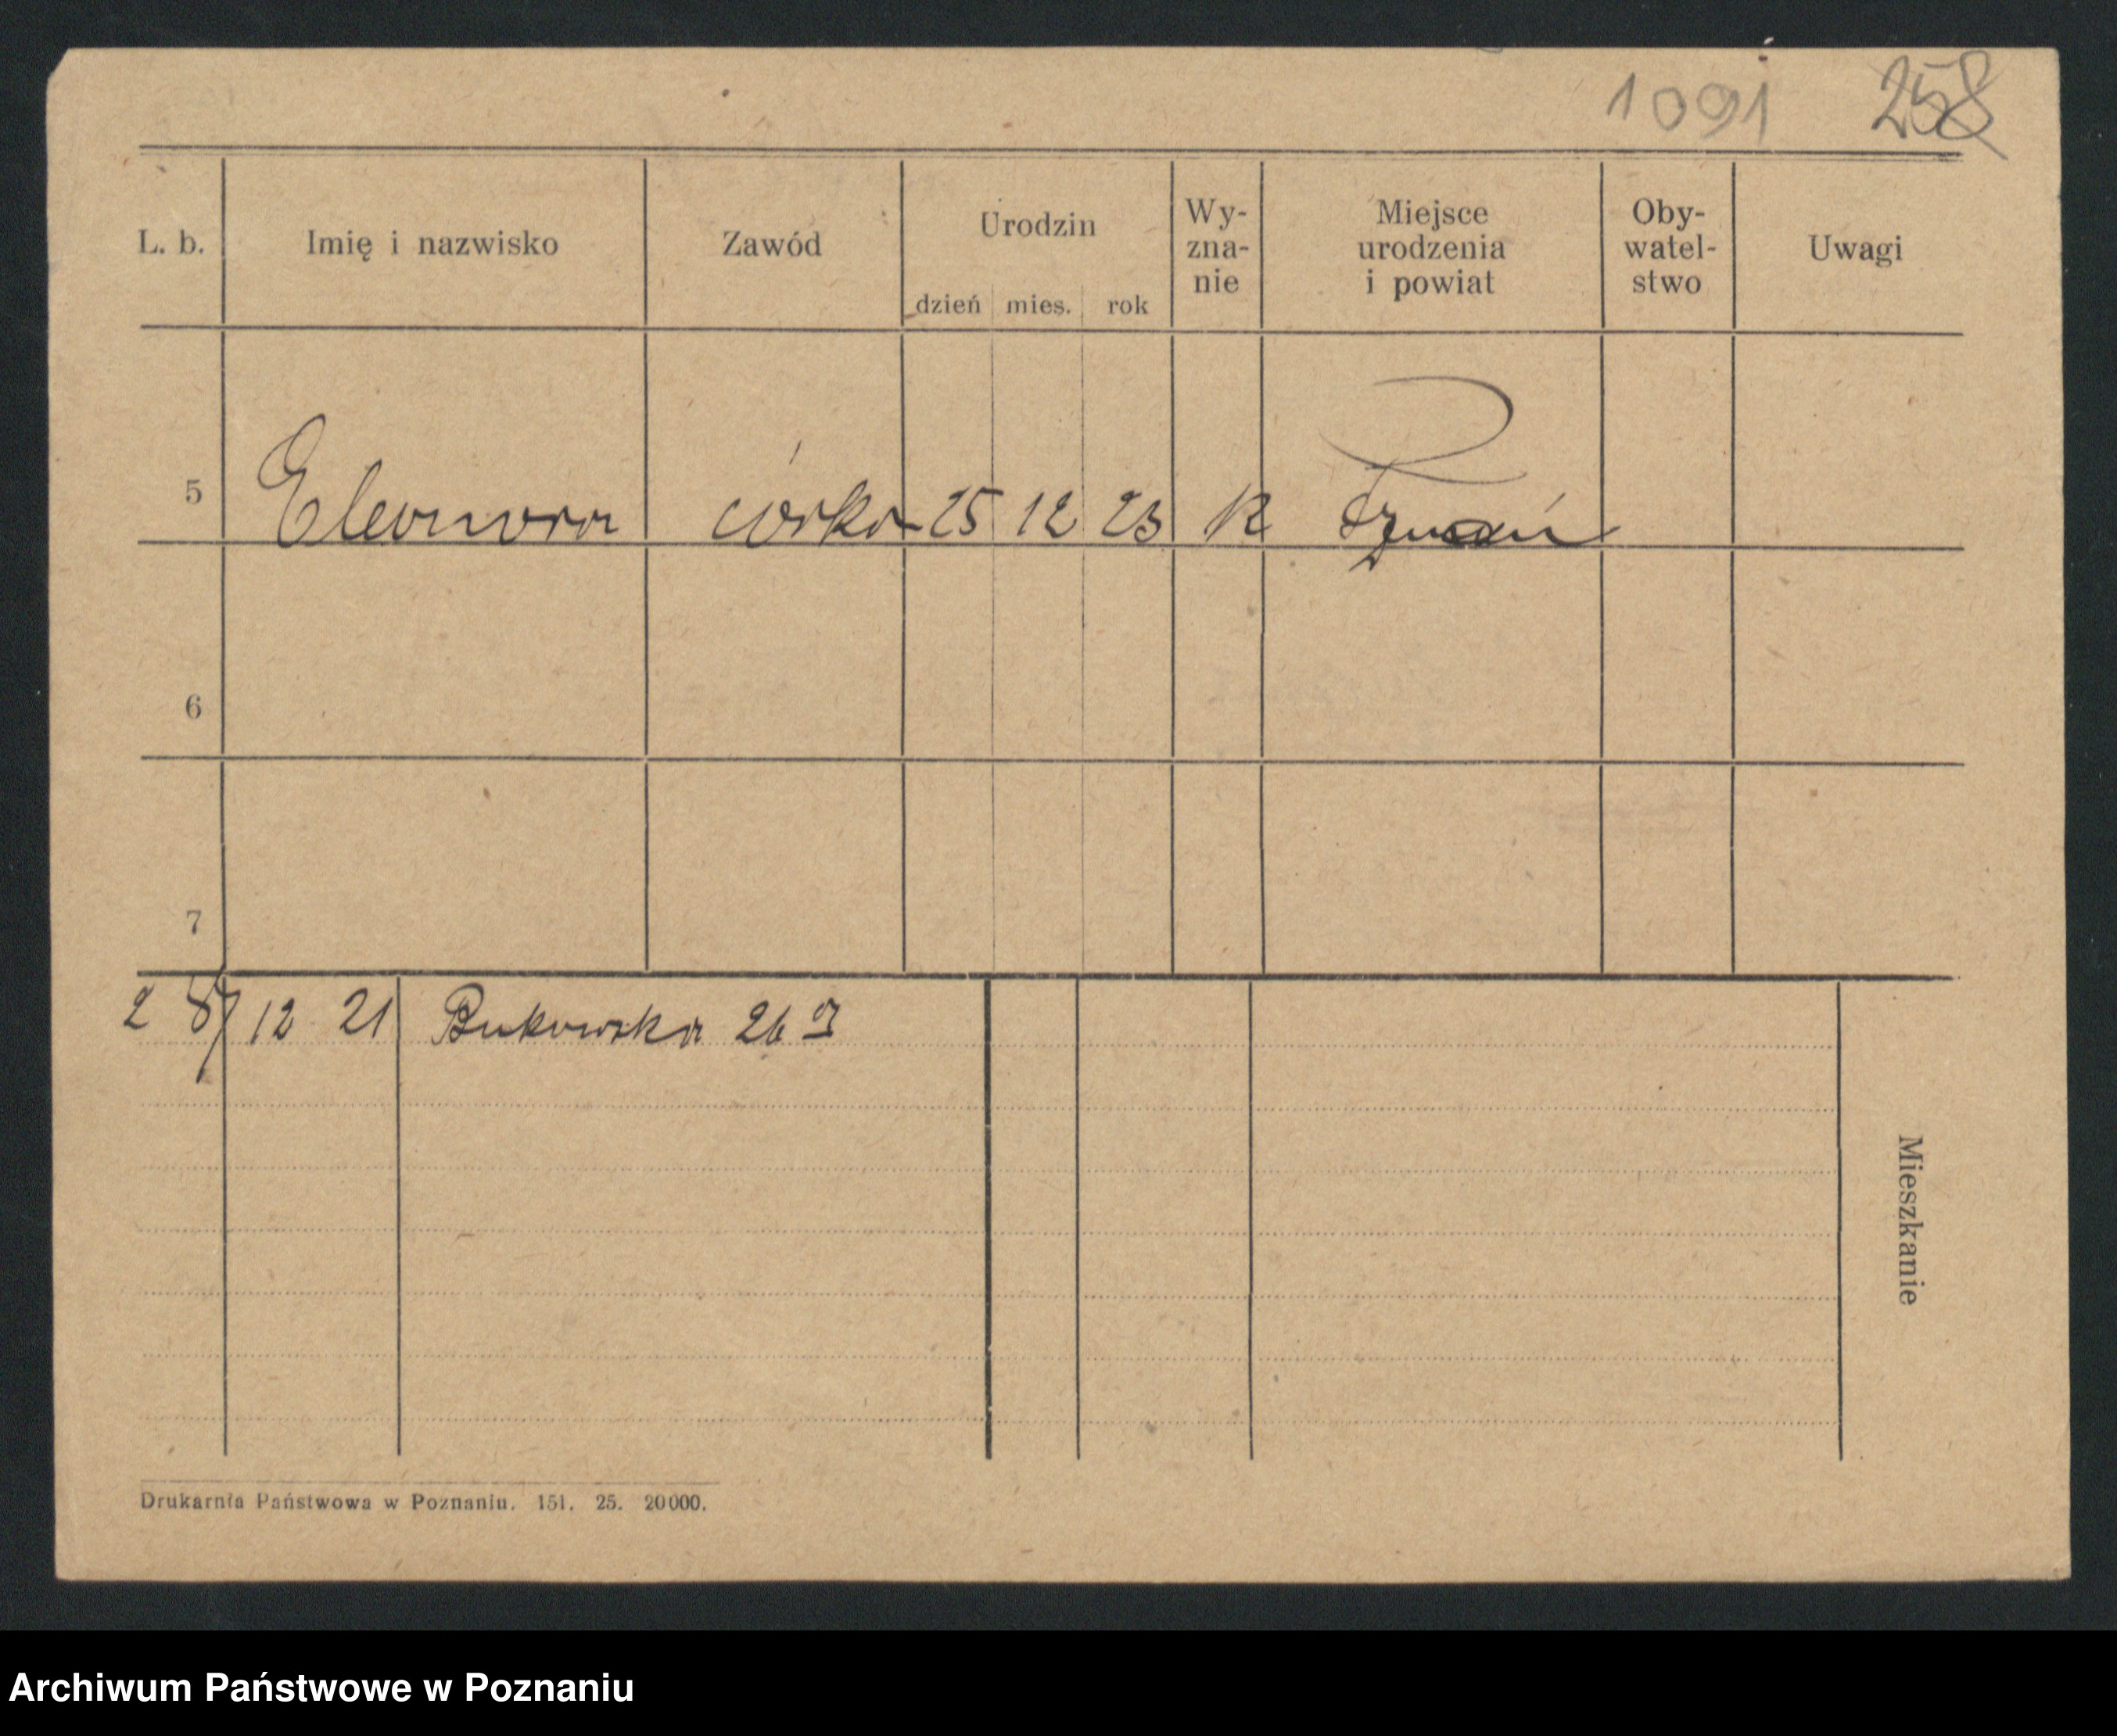 1091 258
L. b. Imię i nazwisko Zawód Urodzin dzień mies. rok Wy-zna-nie Miejsce urodzenia i powiat Oby-watel-stwo Uwagi
5 Eleonora córka 25 12 23 K
6
7
12 21 Bukowska 26
Mieszkanie
Drukarnia Państwowa w Poznaniu. 151. 25. 20000.
Archiwum Państwowe w Poznaniu